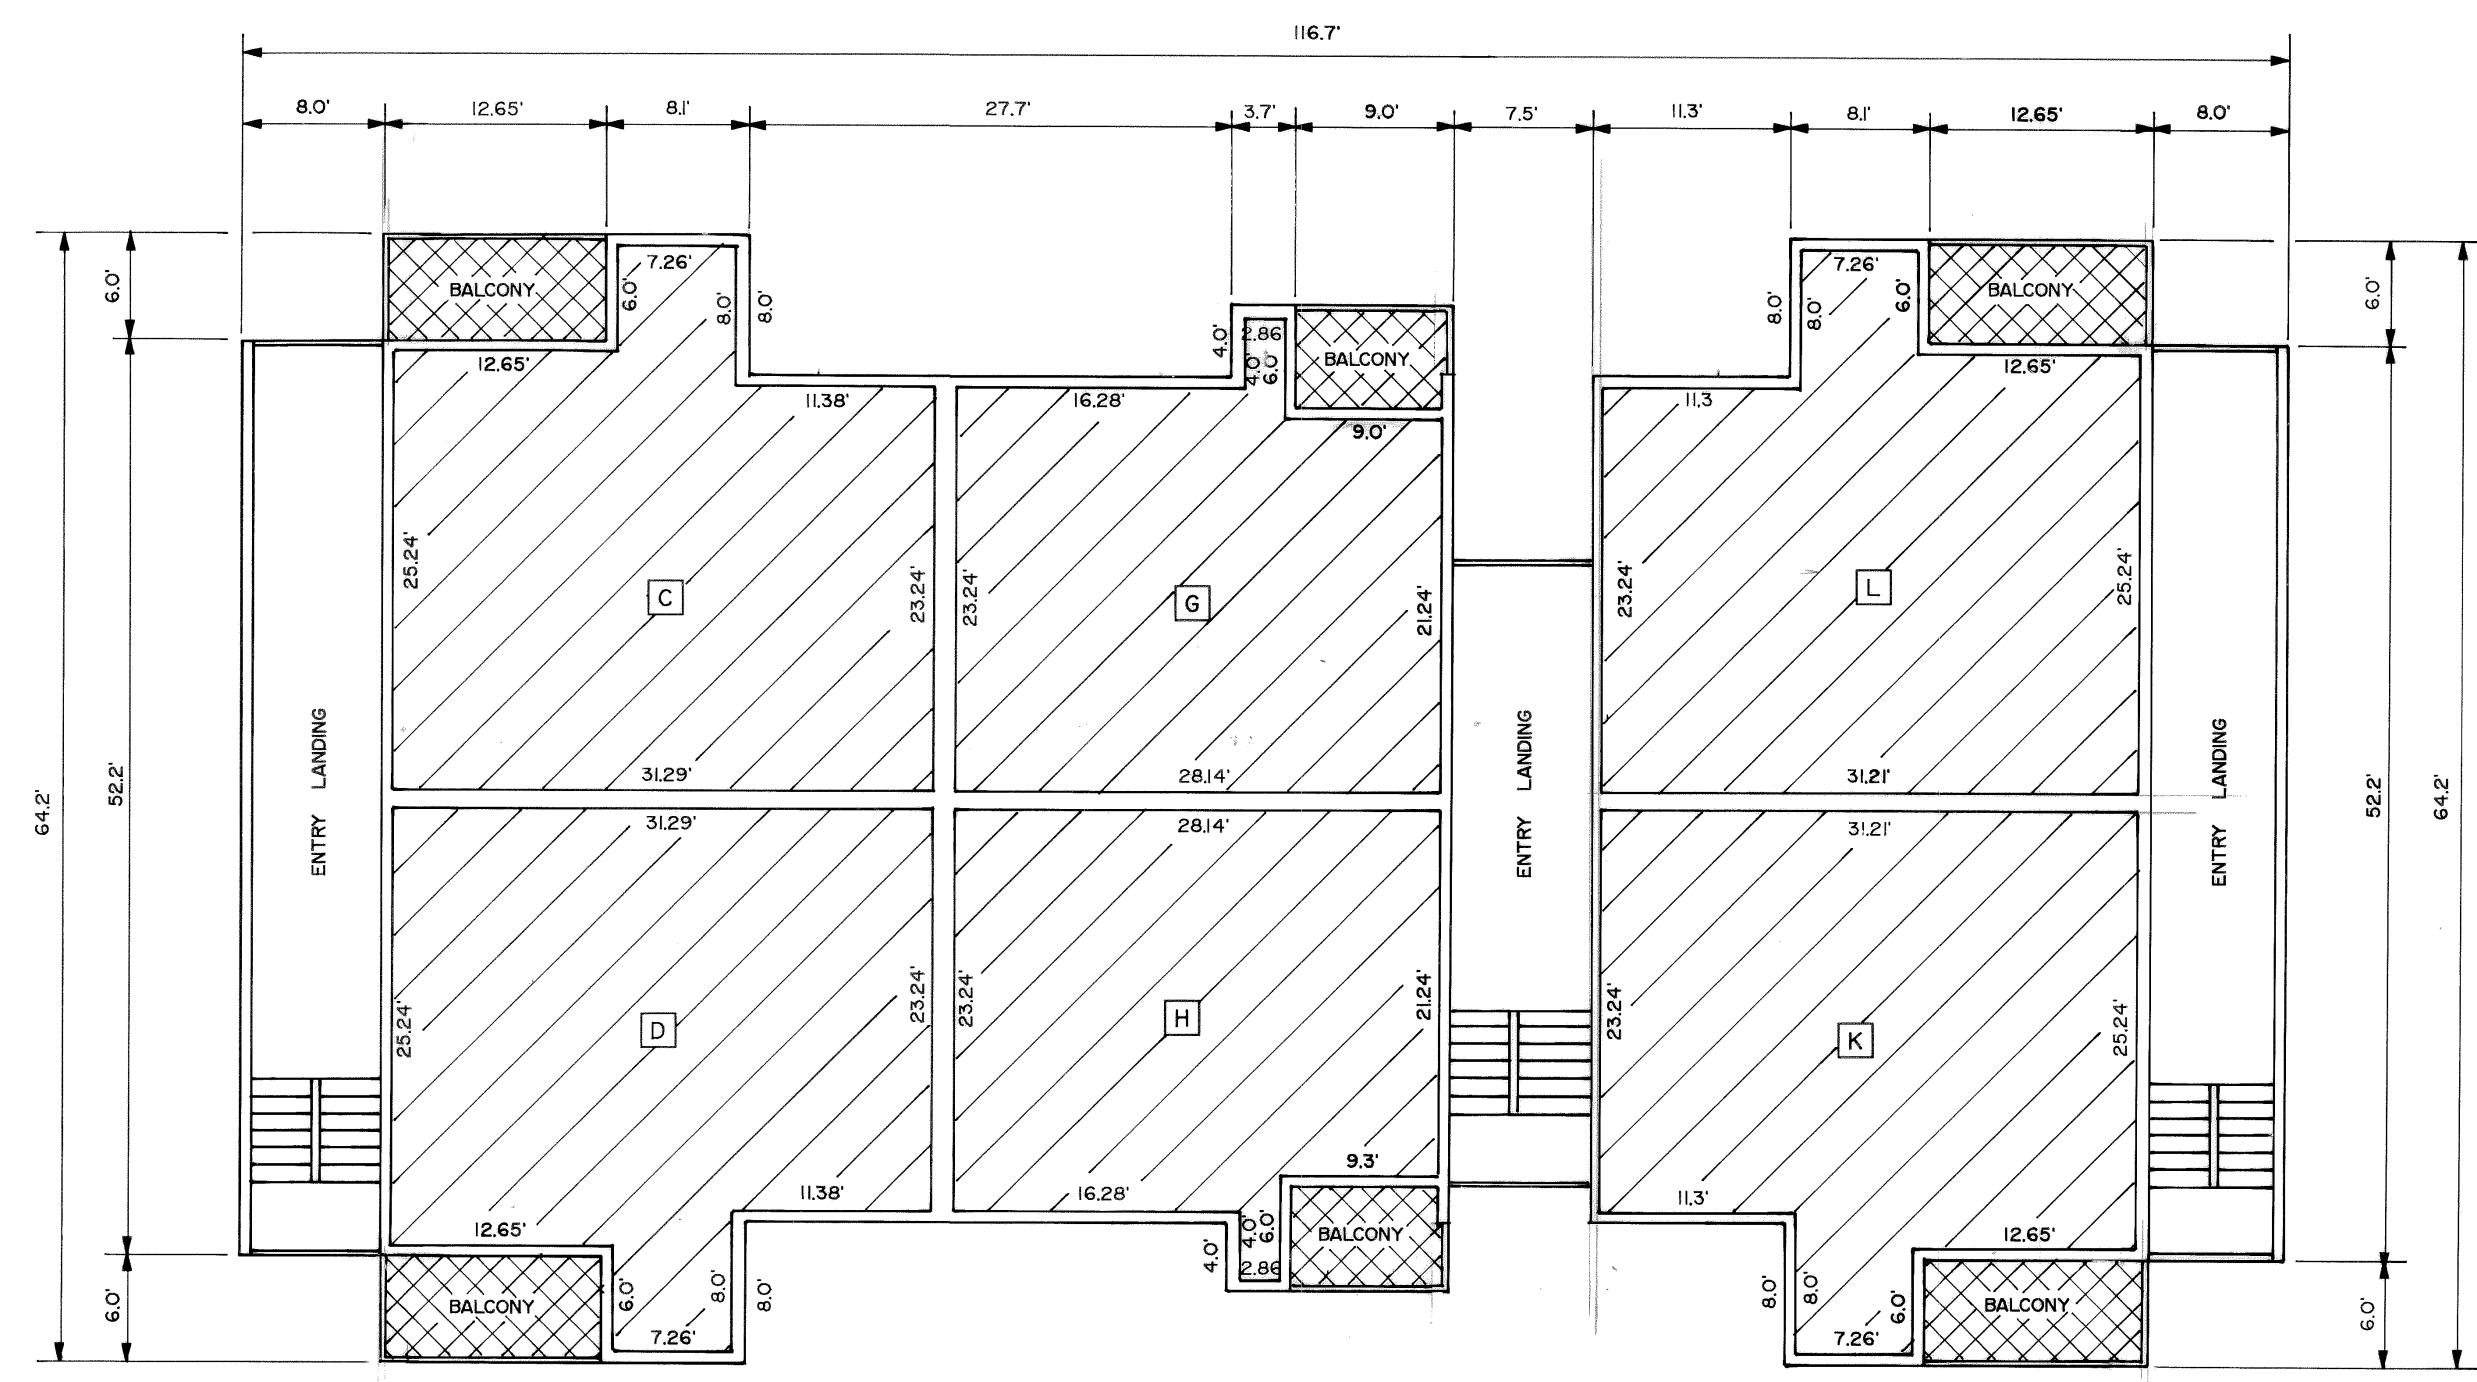 116.7'
8.0' 12.65' 8.1' 27.7' 3.7' 9.0' 7.5' 11.3' 8.1' 12.65' 8.0'
6.0' BALCONY 7.26' 6.0' 8.0' 8.0' 4.0' 2.86 4.0' 6.0' BALCONY 8.0' 8.0' 7.26' 6.0' BALCONY 6.0'
12.65' 11.38' 16.28' 9.0' 11.3 12.65'
25.24' C 23.24' 23.24' G 21.24' 23.24' L 25.24'
31.29' 28.14' 31.21'
64.2' 52.2' ENTRY LANDING ENTRY LANDING ENTRY LANDING 52.2' 64.2'
31.29' 28.14' 31.21'
25.24' D 23.24' 23.24' H 21.24' 23.24' K 25.24'
12.65' 11.38' 16.28' 9.3' 11.3' 12.65'
6.0' BALCONY 6.0' 8.0' 8.0' 4.0' 4.0' 6.0' BALCONY 8.0' 8.0' 6.0' BALCONY 6.0'
7.26' 2.86 7.26'